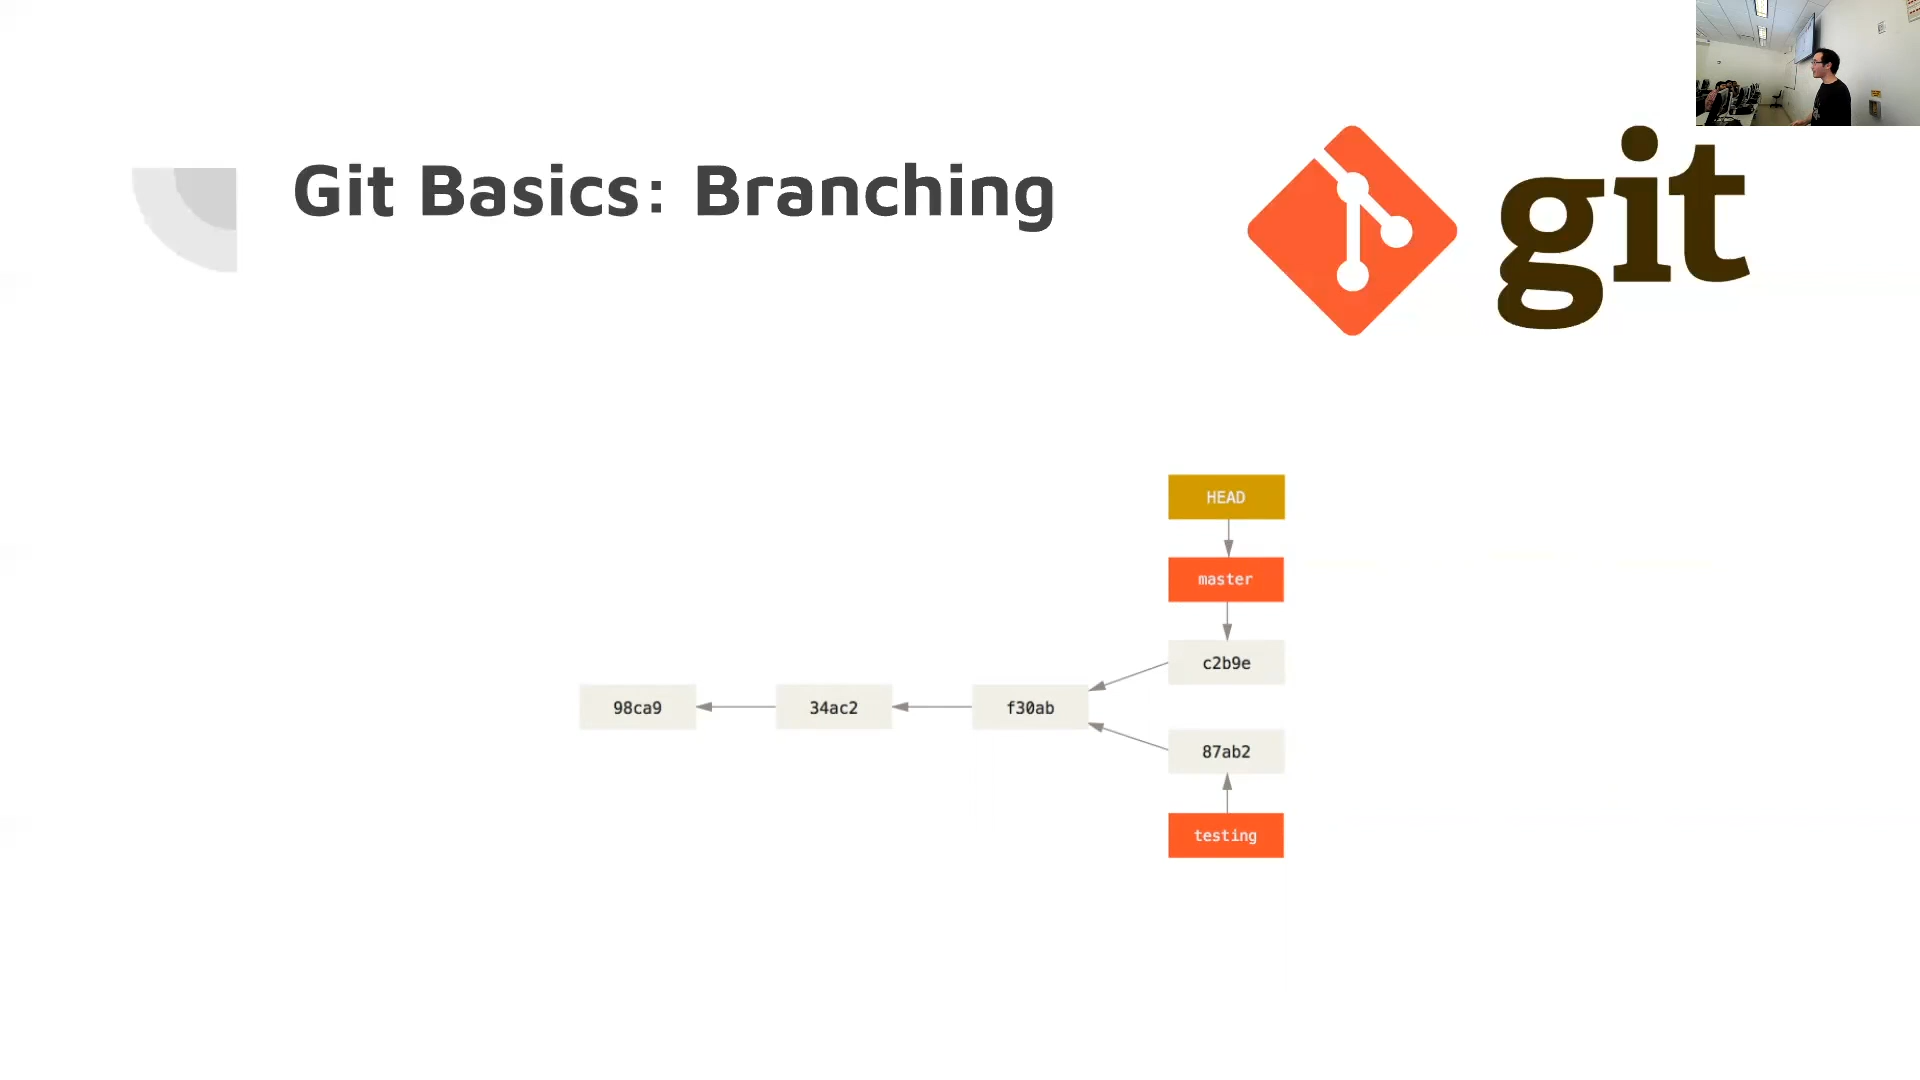 Git Basics: Branching
git
HEAD
master
c2b9e
98ca9
34ac2
f30ab
87ab2
testing